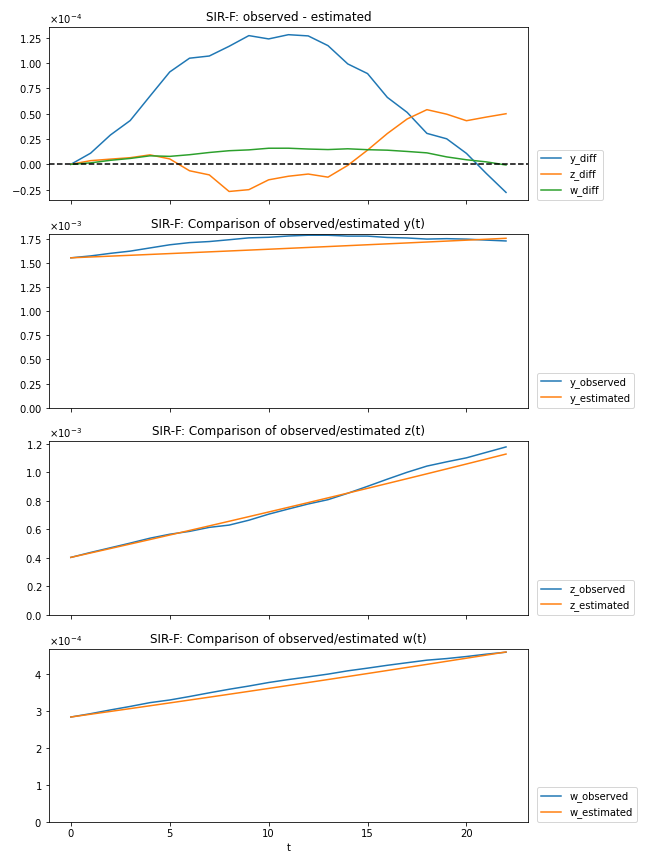 ×10⁻⁴
SIR-F: observed - estimated
1.25
1.00
0.75
0.50
0.25
0.00
−0.25
y_diff
z_diff
w_diff
×10⁻³
SIR-F: Comparison of observed/estimated y(t)
1.75
1.50
1.25
1.00
0.75
0.50
0.25
0.00
y_observed
y_estimated
×10⁻³
SIR-F: Comparison of observed/estimated z(t)
1.2
1.0
0.8
0.6
0.4
0.2
0.0
z_observed
z_estimated
×10⁻⁴
SIR-F: Comparison of observed/estimated w(t)
4
3
2
1
0
w_observed
w_estimated
0 5 10 15 20
t